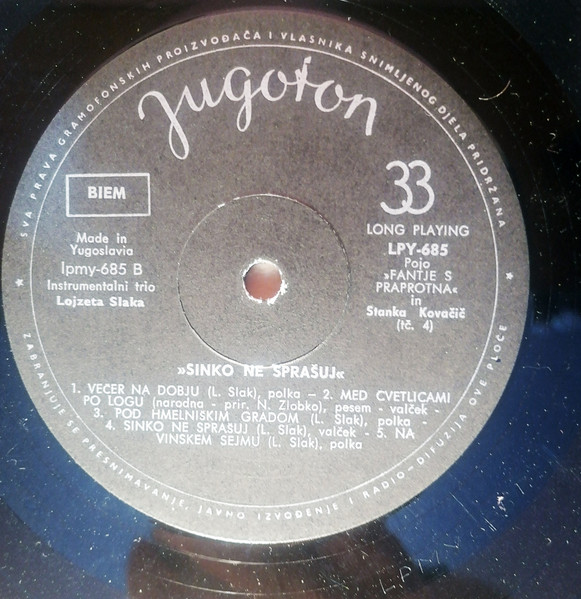 SVA PRAVA GRAMOFONSKIH PROIZVOĐAČA I VLASNIKA SNIMLJENOG DJELA PRIDRŽANA
Jugoton
BIEM
33
LONG PLAYING
Made in
Yugoslavia
LPY-685
lpmy-685 B
Pojo
Instrumentalni trio
»FANTJE S
Lojzeta Slaka
PRAPROTNA«
in
Stanka Kovačič
(tč. 4)
»SINKO NE SPRAŠUJ«
1. VEČER NA DOBJU (L. Slak), polka – 2. MED CVETLICAMI
PO LOGU (narodna - prir. N. Zlobko), pesem - valček -
3. POD HMELNISKIM GRADOM (L. Slak), polka -
4. SINKO NE SPRAŠUJ (L. Slak), valček - 5. NA
VINSKEM SEJMU (L. Slak), polka
ZABRANJUJE SE PRESNIMAVANJE, JAVNO IZVOĐENJE I RADIO-DIFUZIJA OVE PLOČE